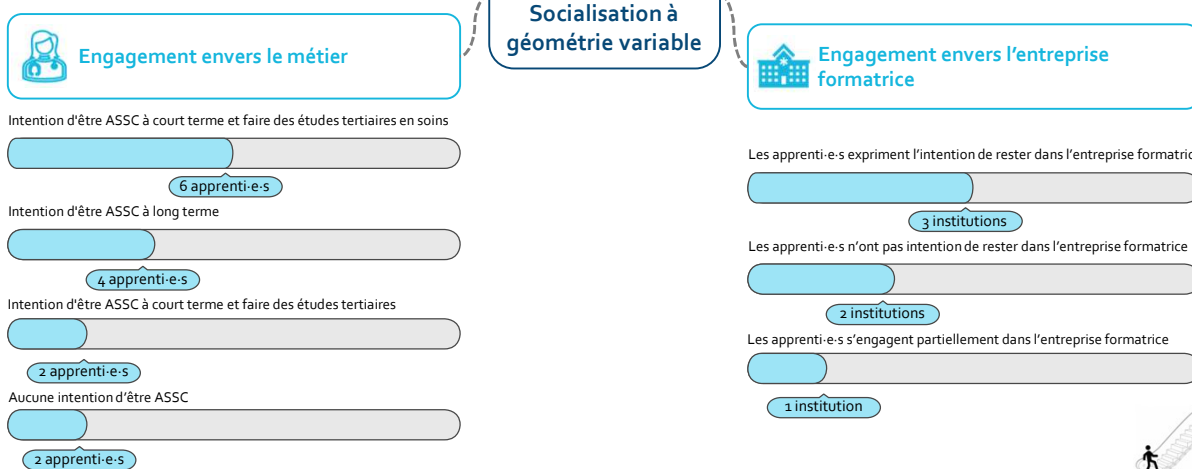 Socialisation à
géométrie variable
Engagement envers le métier
Intention d'être ASSC à court terme et faire des études tertiaires en soins
6 apprenti·e·s
Intention d'être ASSC à long terme
4 apprenti·e·s
Intention d'être ASSC à court terme et faire des études tertiaires
2 apprenti·e·s
Aucune intention d'être ASSC
2 apprenti·e·s
Engagement envers l'entreprise
formatrice
Les apprenti·e·s expriment l'intention de rester dans l'entreprise formatric
3 institutions
Les apprenti·e·s n'ont pas intention de rester dans l'entreprise formatrice
2 institutions
Les apprenti·e·s s'engagent partiellement dans l'entreprise formatrice
1 institution